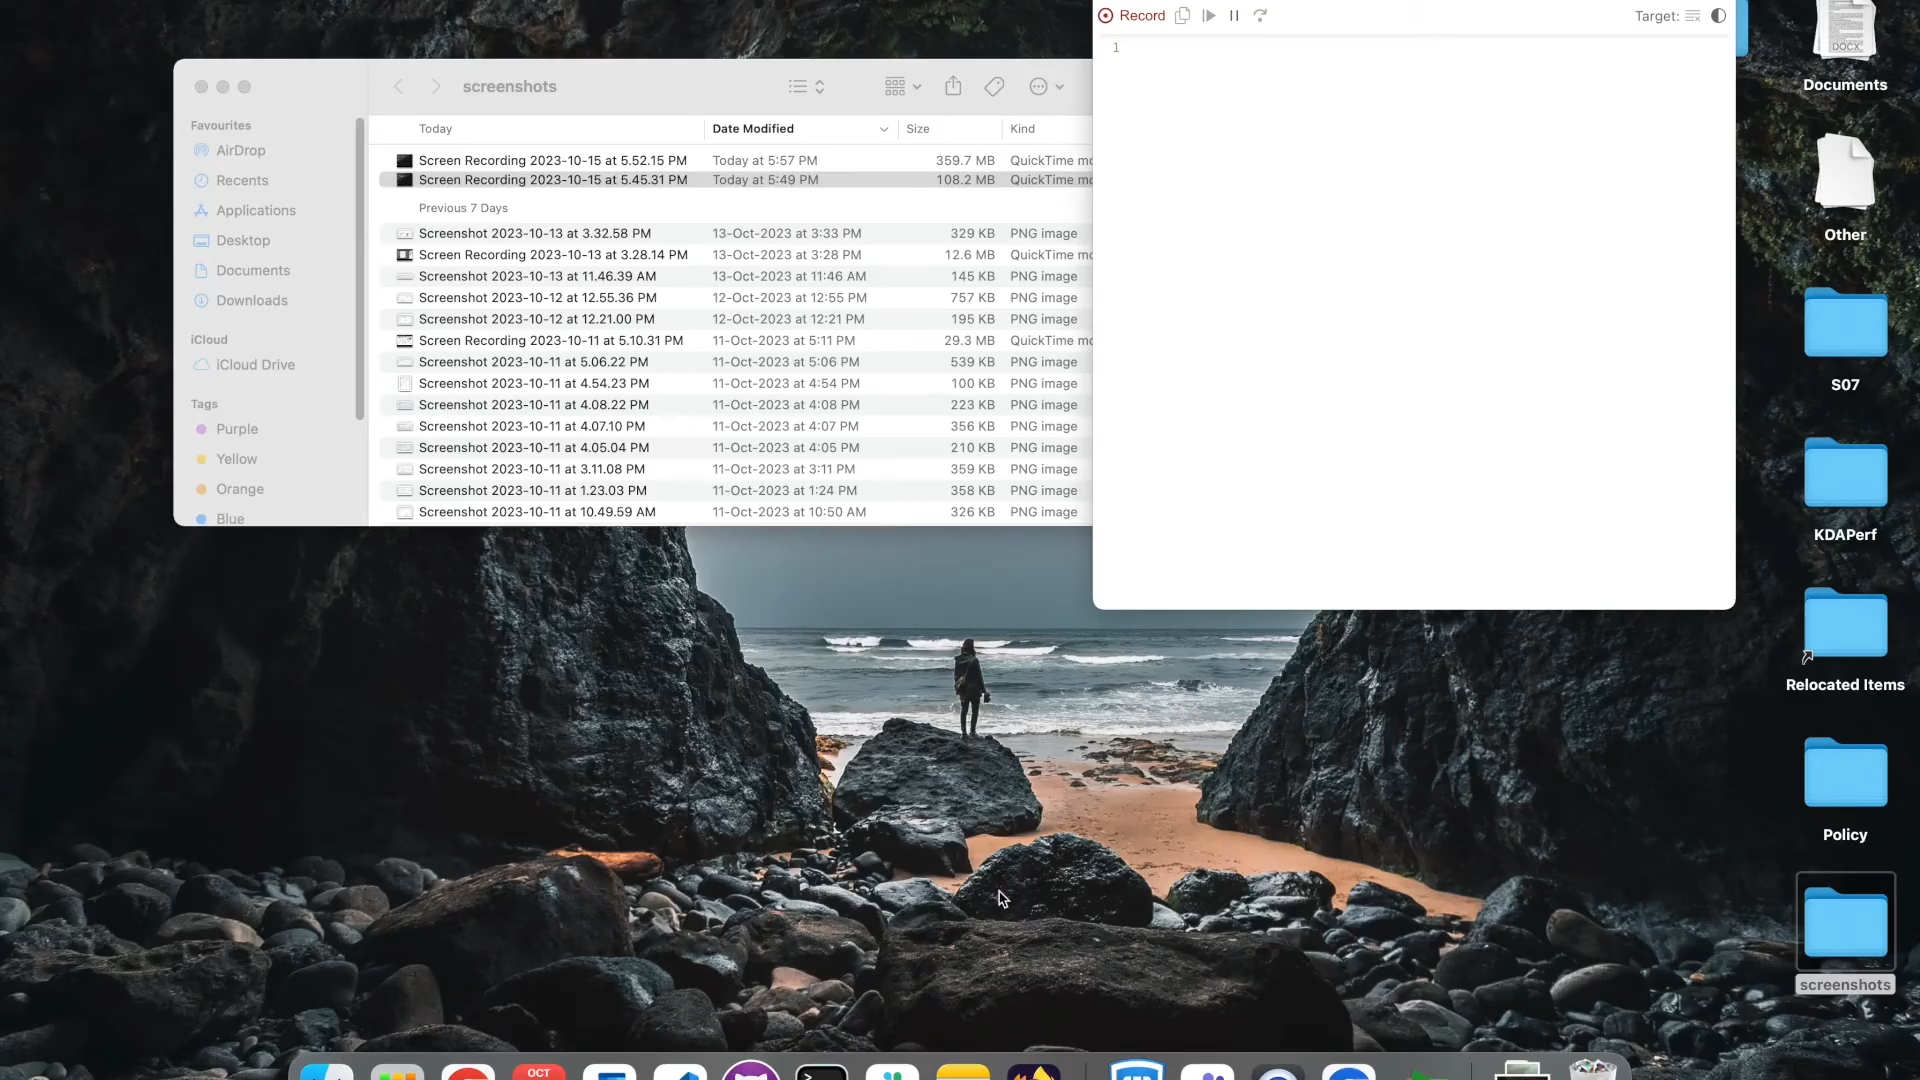 Record
Target:
1
screenshots
Favourites
AirDrop
Recents
Applications
Desktop
Documents
Downloads
iCloud
iCloud Drive
Tags
Purple
Yellow
Orange
Blue
Today Date Modified Size Kind
Screen Recording 2023-10-15 at 5.52.15 PM Today at 5:57 PM 359.7 MB QuickTime mo
Screen Recording 2023-10-15 at 5.45.31 PM Today at 5:49 PM 108.2 MB QuickTime mo
Previous 7 Days
Screenshot 2023-10-13 at 3.32.58 PM 13-Oct-2023 at 3:33 PM 329 KB PNG image
Screen Recording 2023-10-13 at 3.28.14 PM 13-Oct-2023 at 3:28 PM 12.6 MB QuickTime mo
Screenshot 2023-10-13 at 11.46.39 AM 13-Oct-2023 at 11:46 AM 145 KB PNG image
Screenshot 2023-10-12 at 12.55.36 PM 12-Oct-2023 at 12:55 PM 757 KB PNG image
Screenshot 2023-10-12 at 12.21.00 PM 12-Oct-2023 at 12:21 PM 195 KB PNG image
Screen Recording 2023-10-11 at 5.10.31 PM 11-Oct-2023 at 5:11 PM 29.3 MB QuickTime mo
Screenshot 2023-10-11 at 5.06.22 PM 11-Oct-2023 at 5:06 PM 539 KB PNG image
Screenshot 2023-10-11 at 4.54.23 PM 11-Oct-2023 at 4:54 PM 100 KB PNG image
Screenshot 2023-10-11 at 4.08.22 PM 11-Oct-2023 at 4:08 PM 223 KB PNG image
Screenshot 2023-10-11 at 4.07.10 PM 11-Oct-2023 at 4:07 PM 356 KB PNG image
Screenshot 2023-10-11 at 4.05.04 PM 11-Oct-2023 at 4:05 PM 210 KB PNG image
Screenshot 2023-10-11 at 3.11.08 PM 11-Oct-2023 at 3:11 PM 359 KB PNG image
Screenshot 2023-10-11 at 1.23.03 PM 11-Oct-2023 at 1:24 PM 358 KB PNG image
Screenshot 2023-10-11 at 10.49.59 AM 11-Oct-2023 at 10:50 AM 326 KB PNG image
DOCX
Documents
Other
S07
KDAPerf
Relocated Items
Policy
screenshots
OCT